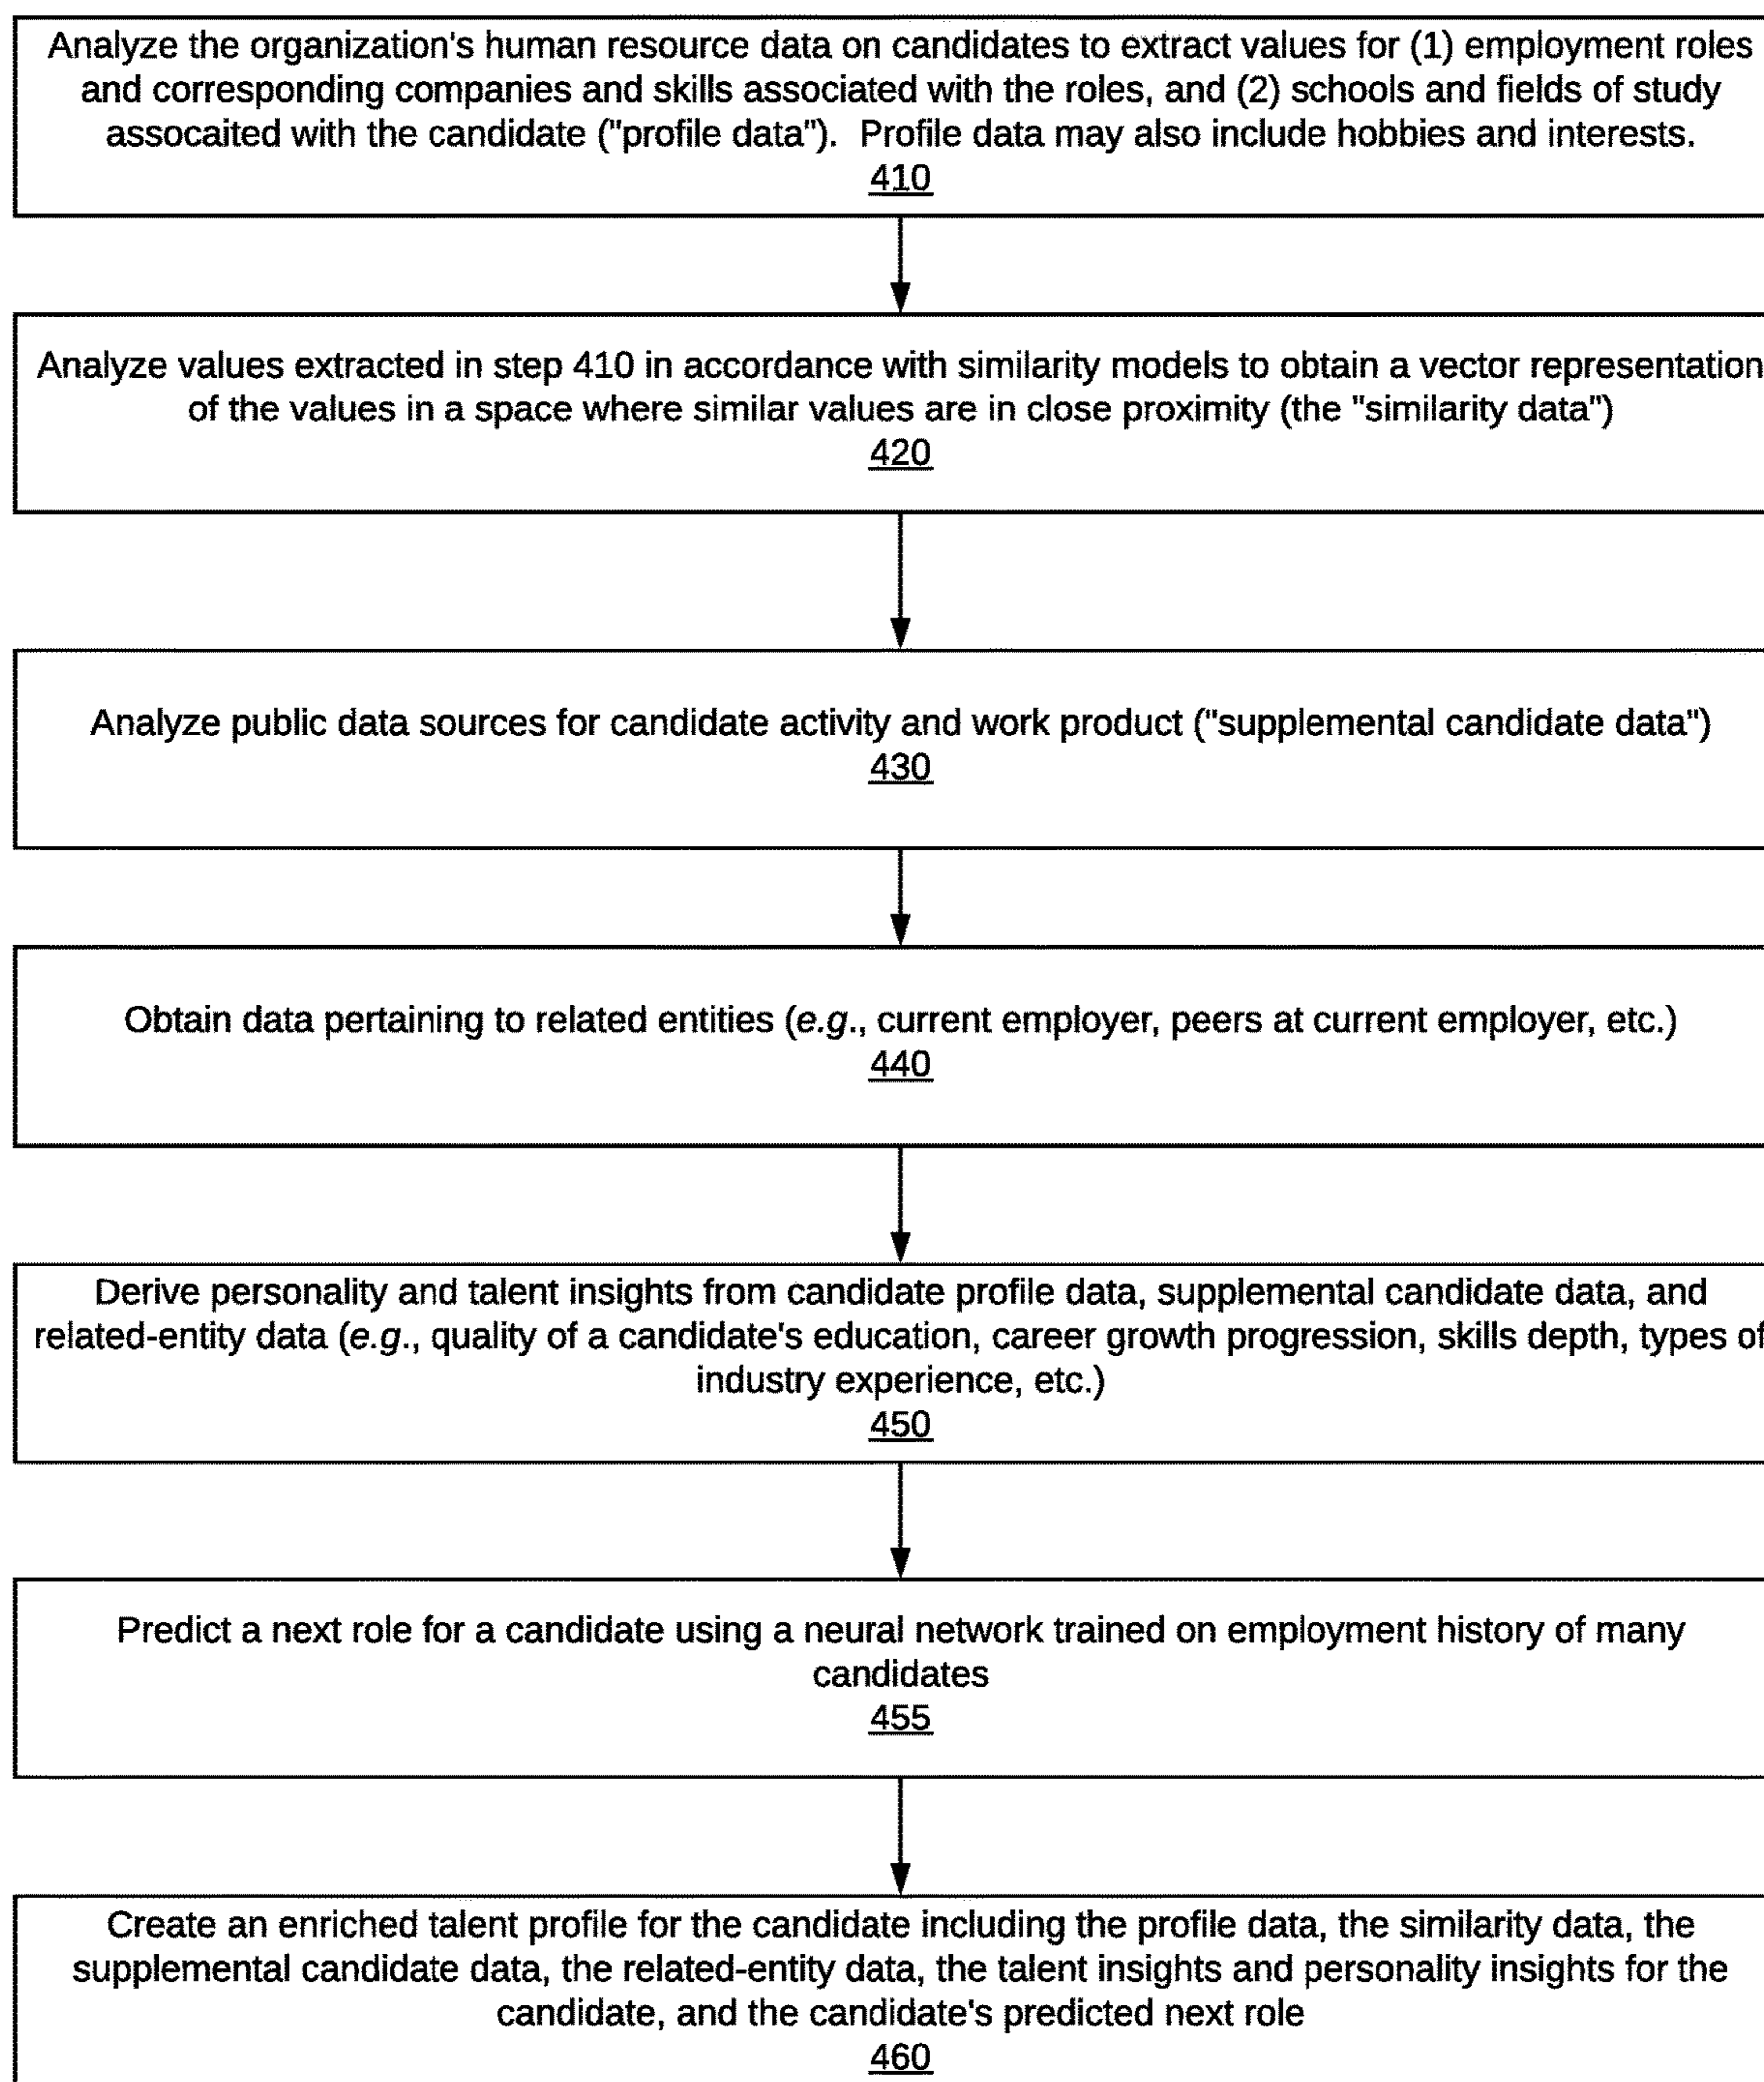 Analyze the organization's human resource data on candidates to extract values for (1) employment roles
and corresponding companies and skills associated with the roles, and (2) schools and fields of study
assocaited with the candidate ("profile data").  Profile data may also include hobbies and interests.
410
Analyze values extracted in step 410 in accordance with similarity models to obtain a vector representation
of the values in a space where similar values are in close proximity (the "similarity data")
420
Analyze public data sources for candidate activity and work product ("supplemental candidate data")
430
Obtain data pertaining to related entities (e.g., current employer, peers at current employer, etc.)
440
Derive personality and talent insights from candidate profile data, supplemental candidate data, and
related-entity data (e.g., quality of a candidate's education, career growth progression, skills depth, types of
industry experience, etc.)
450
Predict a next role for a candidate using a neural network trained on employment history of many
candidates
455
Create an enriched talent profile for the candidate including the profile data, the similarity data, the
supplemental candidate data, the related-entity data, the talent insights and personality insights for the
candidate, and the candidate's predicted next role
460